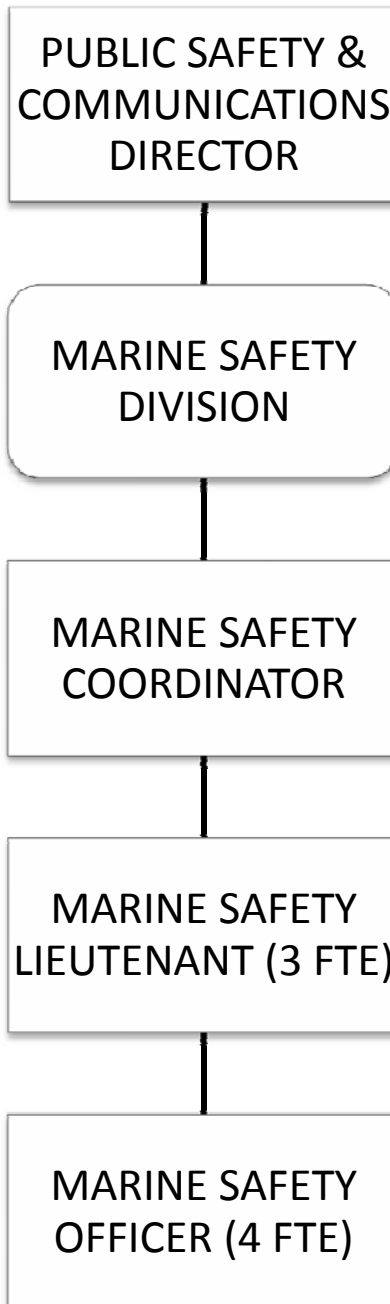 PUBLIC SAFETY &
COMMUNICATIONS
DIRECTOR
MARINE SAFETY
DIVISION
MARINE SAFETY
COORDINATOR
MARINE SAFETY
LIEUTENANT (3 FTE)
MARINE SAFETY
OFFICER (4 FTE)